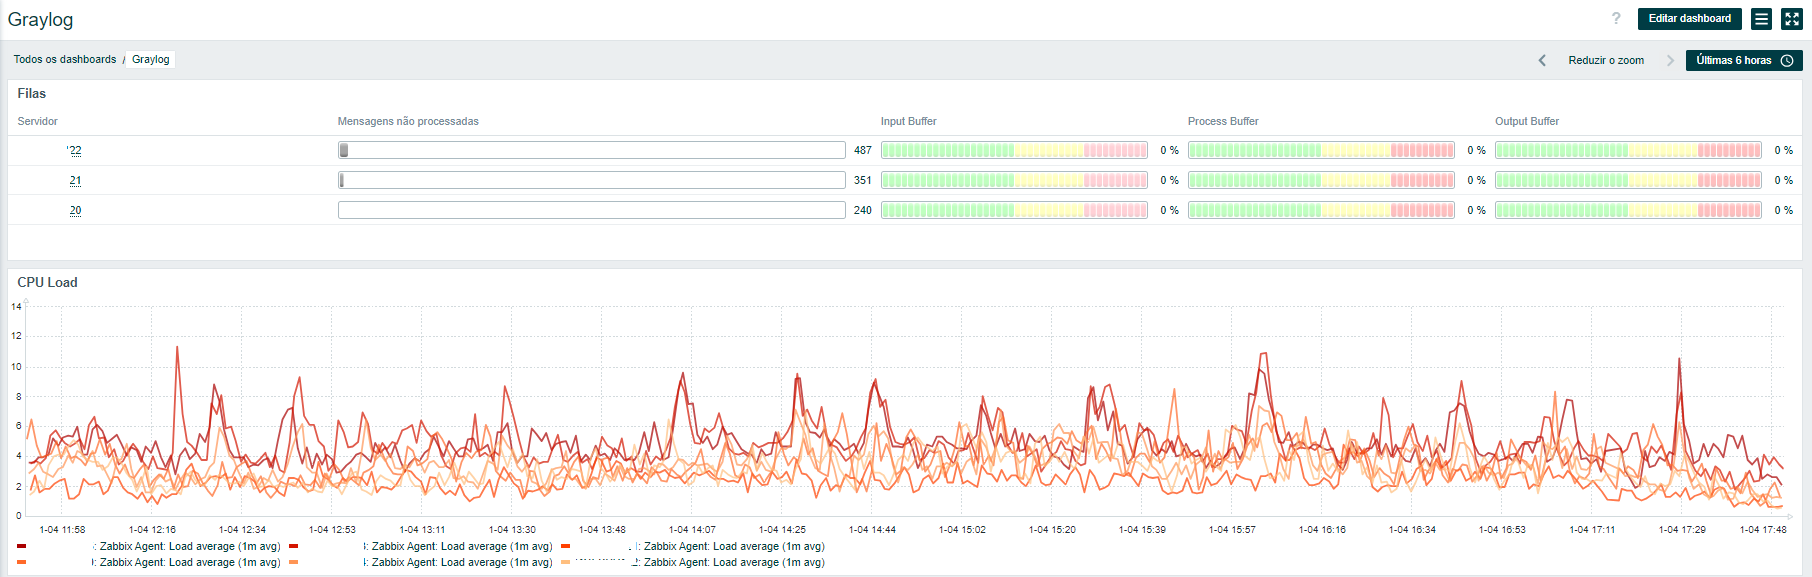 Graylog
? Editar dashboard
Todos os dashboards / Graylog
Reduzir o zoom
Últimas 6 horas
Filas
Servidor Mensagens não processadas Input Buffer Process Buffer Output Buffer
22 487 0 % 0 % 0 %
21 351 0 % 0 % 0 %
20 240 0 % 0 % 0 %
CPU Load
14
12
10
8
6
4
2
0
1-04 11:58 1-04 12:16 1-04 12:34 1-04 12:53 1-04 13:11 1-04 13:30 1-04 13:48 1-04 14:07 1-04 14:25 1-04 14:44 1-04 15:02 1-04 15:20 1-04 15:39 1-04 15:57 1-04 16:16 1-04 16:34 1-04 16:53 1-04 17:11 1-04 17:29 1-04 17:48
: Zabbix Agent: Load average (1m avg) : Zabbix Agent: Load average (1m avg) : Zabbix Agent: Load average (1m avg)
: Zabbix Agent: Load average (1m avg) : Zabbix Agent: Load average (1m avg) 2: Zabbix Agent: Load average (1m avg)